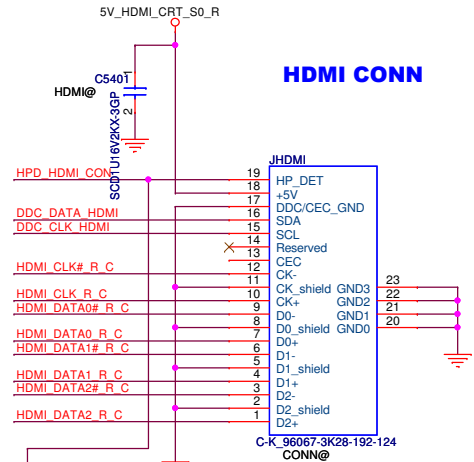 5V_HDMI_CRT_S0_R
HDMI CONN
C5401
1
HDMI@
2
SCD1U16V2KX-3GP
JHDMI
HPD_HDMI_CON 19 HP_DET
18 +5V
17 DDC/CEC_GND
DDC_DATA_HDMI 16 SDA
DDC_CLK_HDMI 15 SCL
14 Reserved
13 CEC
HDMI_CLK#_R_C 12 CK-
11 CK_shield GND3 23
HDMI_CLK_R_C 10 CK+ GND2 22
HDMI_DATA0#_R_C 9 D0- GND1 21
8 D0_shield GND0 20
HDMI_DATA0_R_C 7 D0+
HDMI_DATA1#_R_C 6 D1-
5 D1_shield
HDMI_DATA1_R_C 4 D1+
HDMI_DATA2#_R_C 3 D2-
2 D2_shield
HDMI_DATA2_R_C 1 D2+
C-K_96067-3K28-192-124
CONN@